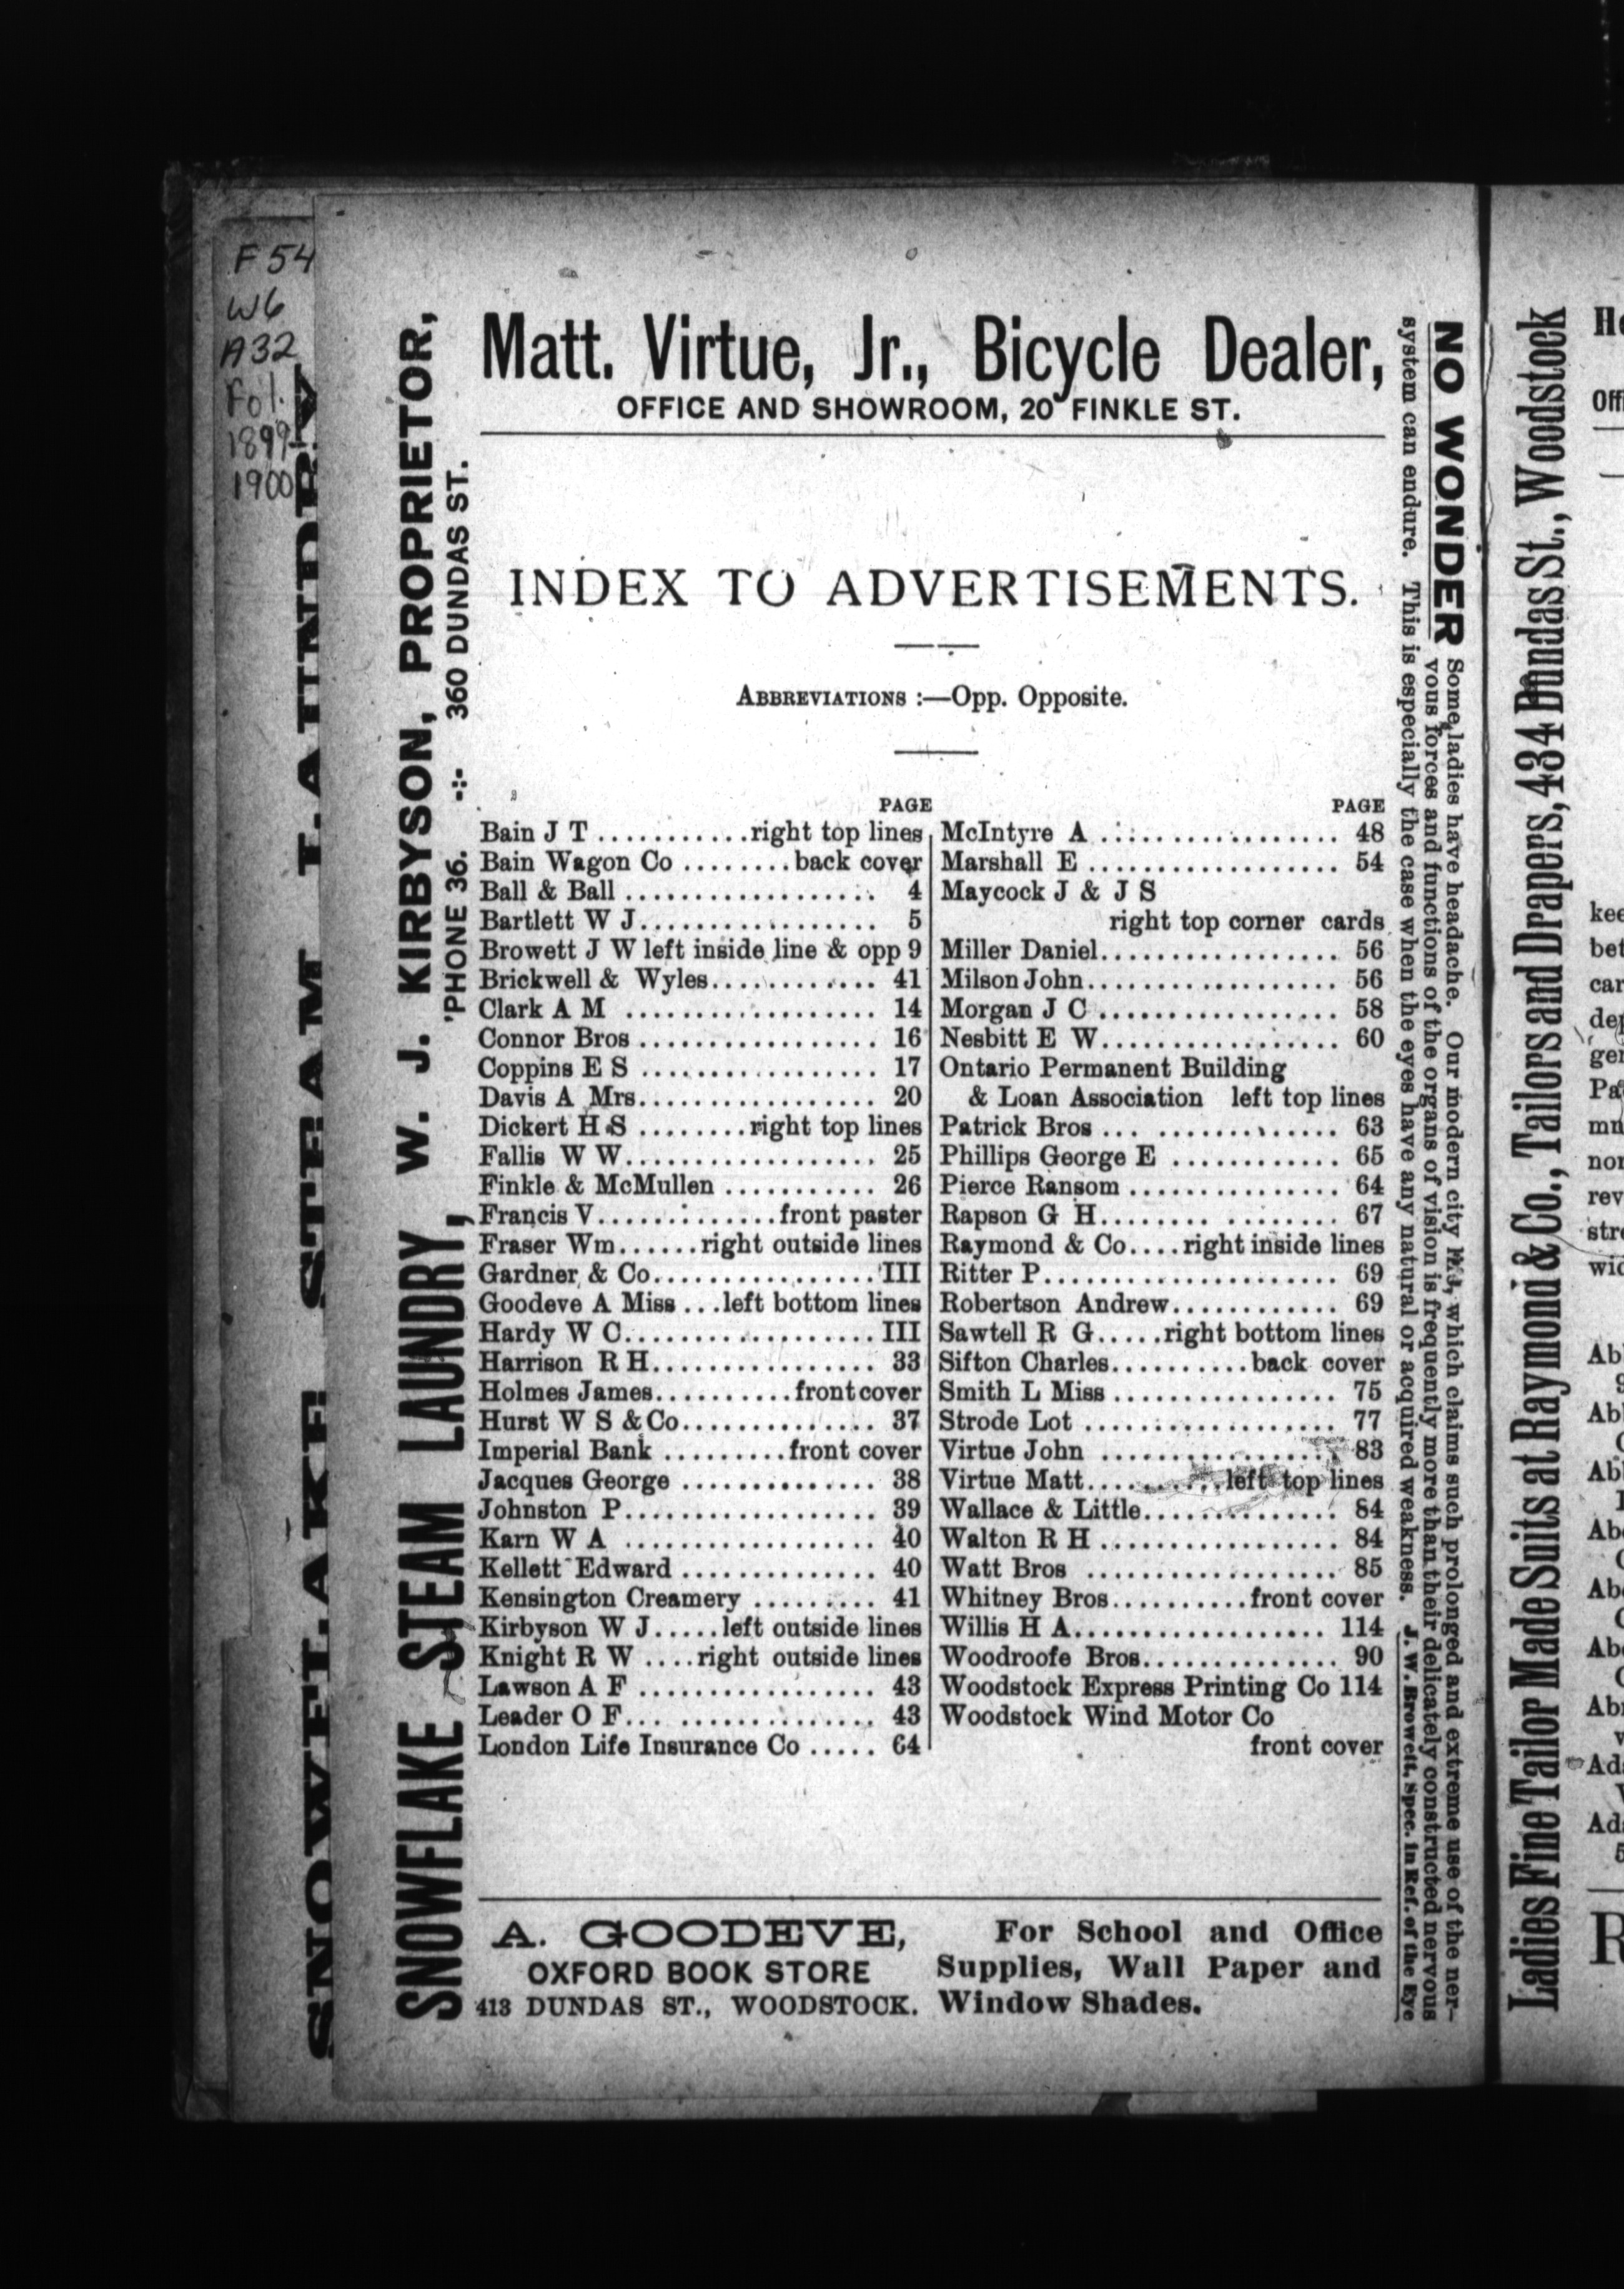 F54
W6
A32
Fol.
1899-
1900
SNOWFLAKE STEAM LAUNDRY
SNOWFLAKE STEAM LAUNDRY, W. J. KIRBYSON, PROPRIETOR,
'PHONE 36. -:- 360 DUNDAS ST.
Matt. Virtue, Jr., Bicycle Dealer,
OFFICE AND SHOWROOM, 20 FINKLE ST.
INDEX TO ADVERTISEMENTS.
ABBREVIATIONS :—Opp. Opposite.
PAGE
Bain J T ........... right top lines
Bain Wagon Co ........ back cover
Ball & Ball .................. 4
Bartlett W J.................. 5
Browett J W left inside line & opp 9
Brickwell & Wyles............ 41
Clark A M .................. 14
Connor Bros ................. 16
Coppins E S ................. 17
Davis A Mrs................. 20
Dickert H S ........ right top lines
Fallis W W................... 25
Finkle & McMullen ........... 26
Francis V............. front paster
Fraser Wm...... right outside lines
Gardner & Co................ III
Goodeve A Miss ... left bottom lines
Hardy W C.................. III
Harrison R H................ 33
Holmes James.......... front cover
Hurst W S & Co.............. 37
Imperial Bank ......... front cover
Jacques George .............. 38
Johnston P.................. 39
Karn W A .................. 40
Kellett Edward .............. 40
Kensington Creamery ......... 41
Kirbyson W J..... left outside lines
Knight R W .... right outside lines
Lawson A F ................. 43
Leader O F... .............. 43
London Life Insurance Co ..... 64
PAGE
McIntyre A ................. 48
Marshall E .................. 54
Maycock J & J S
right top corner cards
Miller Daniel................. 56
Milson John.................. 56
Morgan J C ................. 58
Nesbitt E W................. 60
Ontario Permanent Building
& Loan Association left top lines
Patrick Bros ... ............ 63
Phillips George E ............ 65
Pierce Ransom ............... 64
Rapson G H........ ........ 67
Raymond & Co.... right inside lines
Ritter P..................... 69
Robertson Andrew............ 69
Sawtell R G..... right bottom lines
Sifton Charles.......... back cover
Smith L Miss ................ 75
Strode Lot .................. 77
Virtue John ................. 83
Virtue Matt.......... left top lines
Wallace & Little.............. 84
Walton R H ................. 84
Watt Bros .................. 85
Whitney Bros.......... front cover
Willis H A.................. 114
Woodroofe Bros.............. 90
Woodstock Express Printing Co 114
Woodstock Wind Motor Co
front cover
A. GOODEVE,
OXFORD BOOK STORE
413 DUNDAS ST., WOODSTOCK.
For School and Office
Supplies, Wall Paper and
Window Shades.
NO WONDER Some ladies have headache. Our modern city which claims such prolonged and extreme use of the ner-
vous forces and functions of the organs of vision is frequently more than their delicately constructed nervous
system can endure. This is especially the case when the eyes have any natural or acquired weakness. J. W. Browett, Spec. in Ref. of the Eye
Ladies Fine Tailor Made Suits at Raymond & Co., Tailors and Drapers, 434 Dundas St., Woodstock